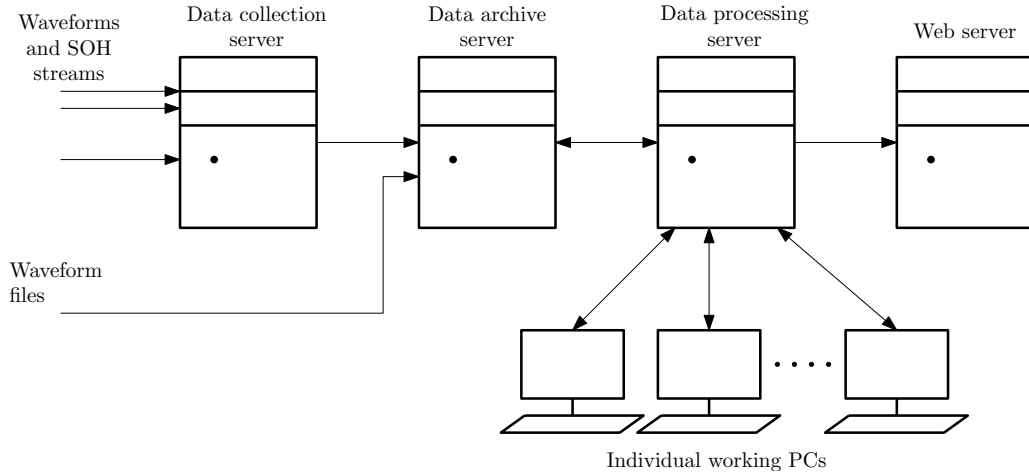 Waveforms
and SOH
streams
Data collection
server
Data archive
server
Data processing
server
Web server
Waveform
files
Individual working PCs